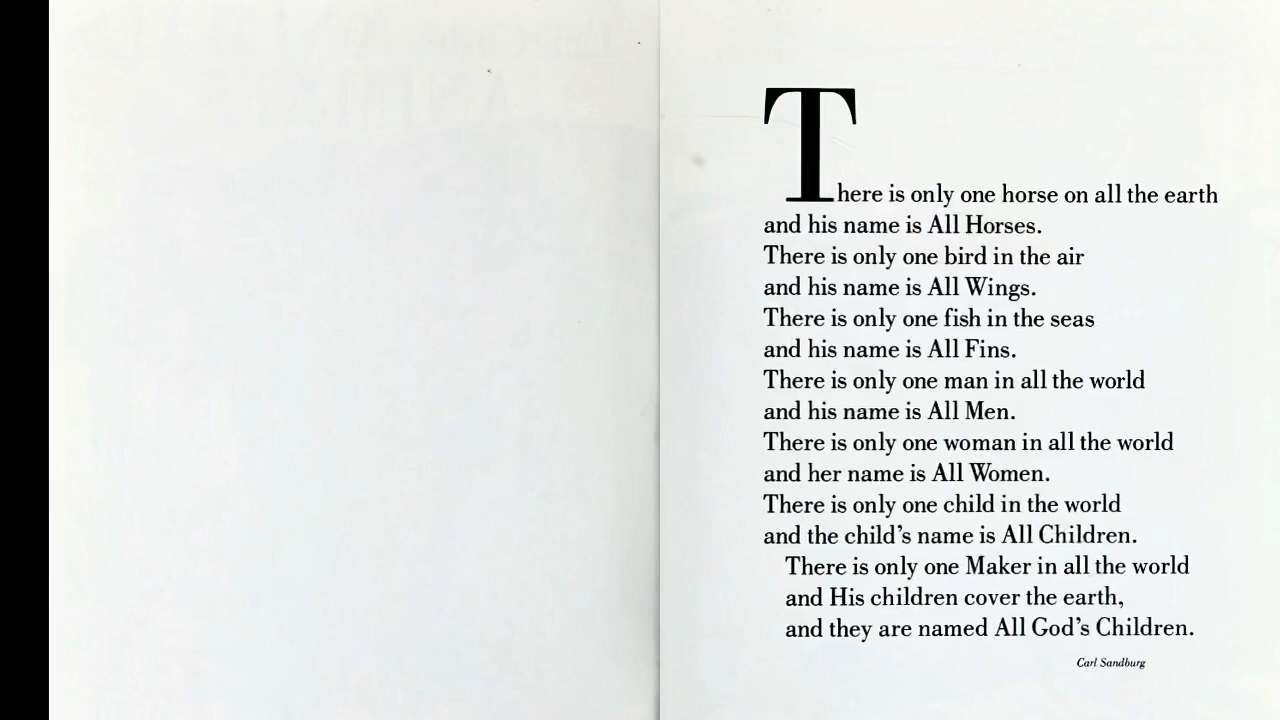 There is only one horse on all the earth
and his name is All Horses.
There is only one bird in the air
and his name is All Wings.
There is only one fish in the seas
and his name is All Fins.
There is only one man in all the world
and his name is All Men.
There is only one woman in all the world
and her name is All Women.
There is only one child in the world
and the child's name is All Children.
There is only one Maker in all the world
and His children cover the earth,
and they are named All God's Children.
Carl Sandburg